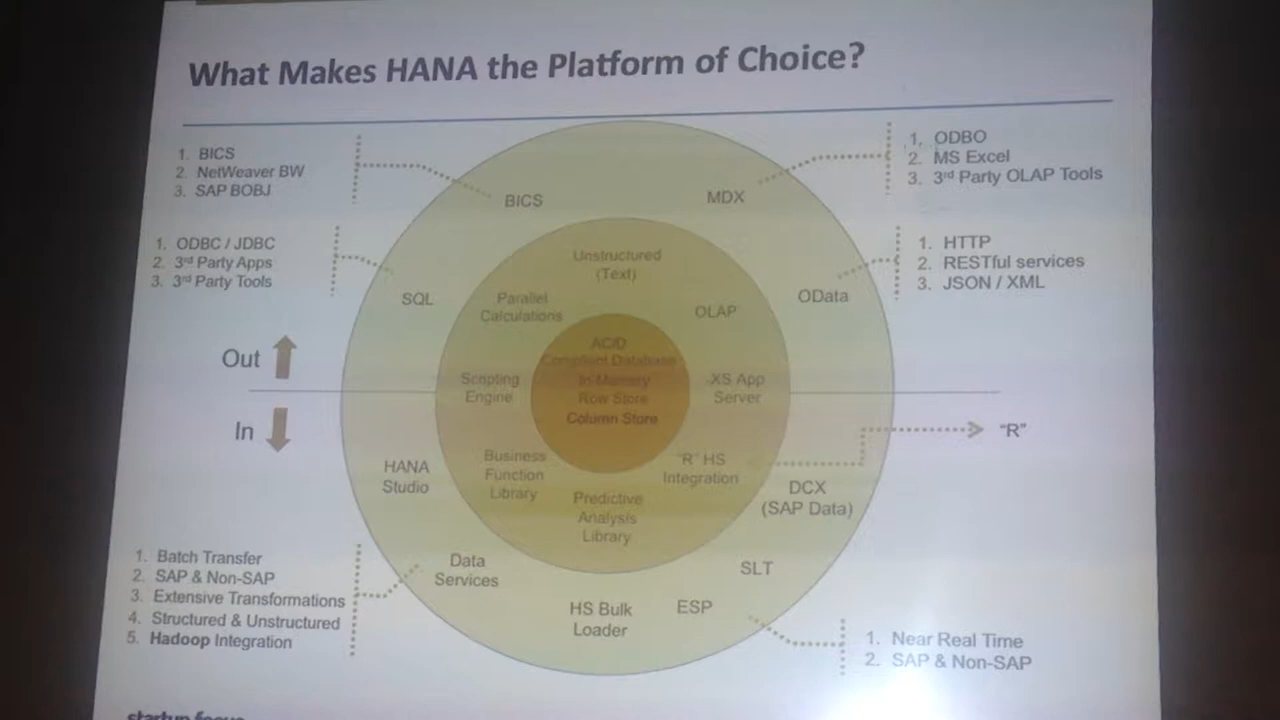 What Makes HANA the Platform of Choice?
1. BICS
2. NetWeaver BW
3. SAP BOBJ
1. ODBO
2. MS Excel
3. 3rd Party OLAP Tools
BICS
MDX
1. ODBC / JDBC
2. 3rd Party Apps
3. 3rd Party Tools
1. HTTP
2. RESTful services
3. JSON / XML
SQL
OData
Unstructured
(Text)
Parallel
Calculations
OLAP
ACID
Compliant Database
In-Memory
Row Store
Column Store
Scripting
Engine
XS App
Server
Out
In
"R"
HANA
Studio
Business
Function
Library
"R" HS
Integration
Predictive
Analysis
Library
DCX
(SAP Data)
Data
Services
SLT
HS Bulk
Loader
ESP
1. Batch Transfer
2. SAP & Non-SAP
3. Extensive Transformations
4. Structured & Unstructured
5. Hadoop Integration
1. Near Real Time
2. SAP & Non-SAP
startup focus